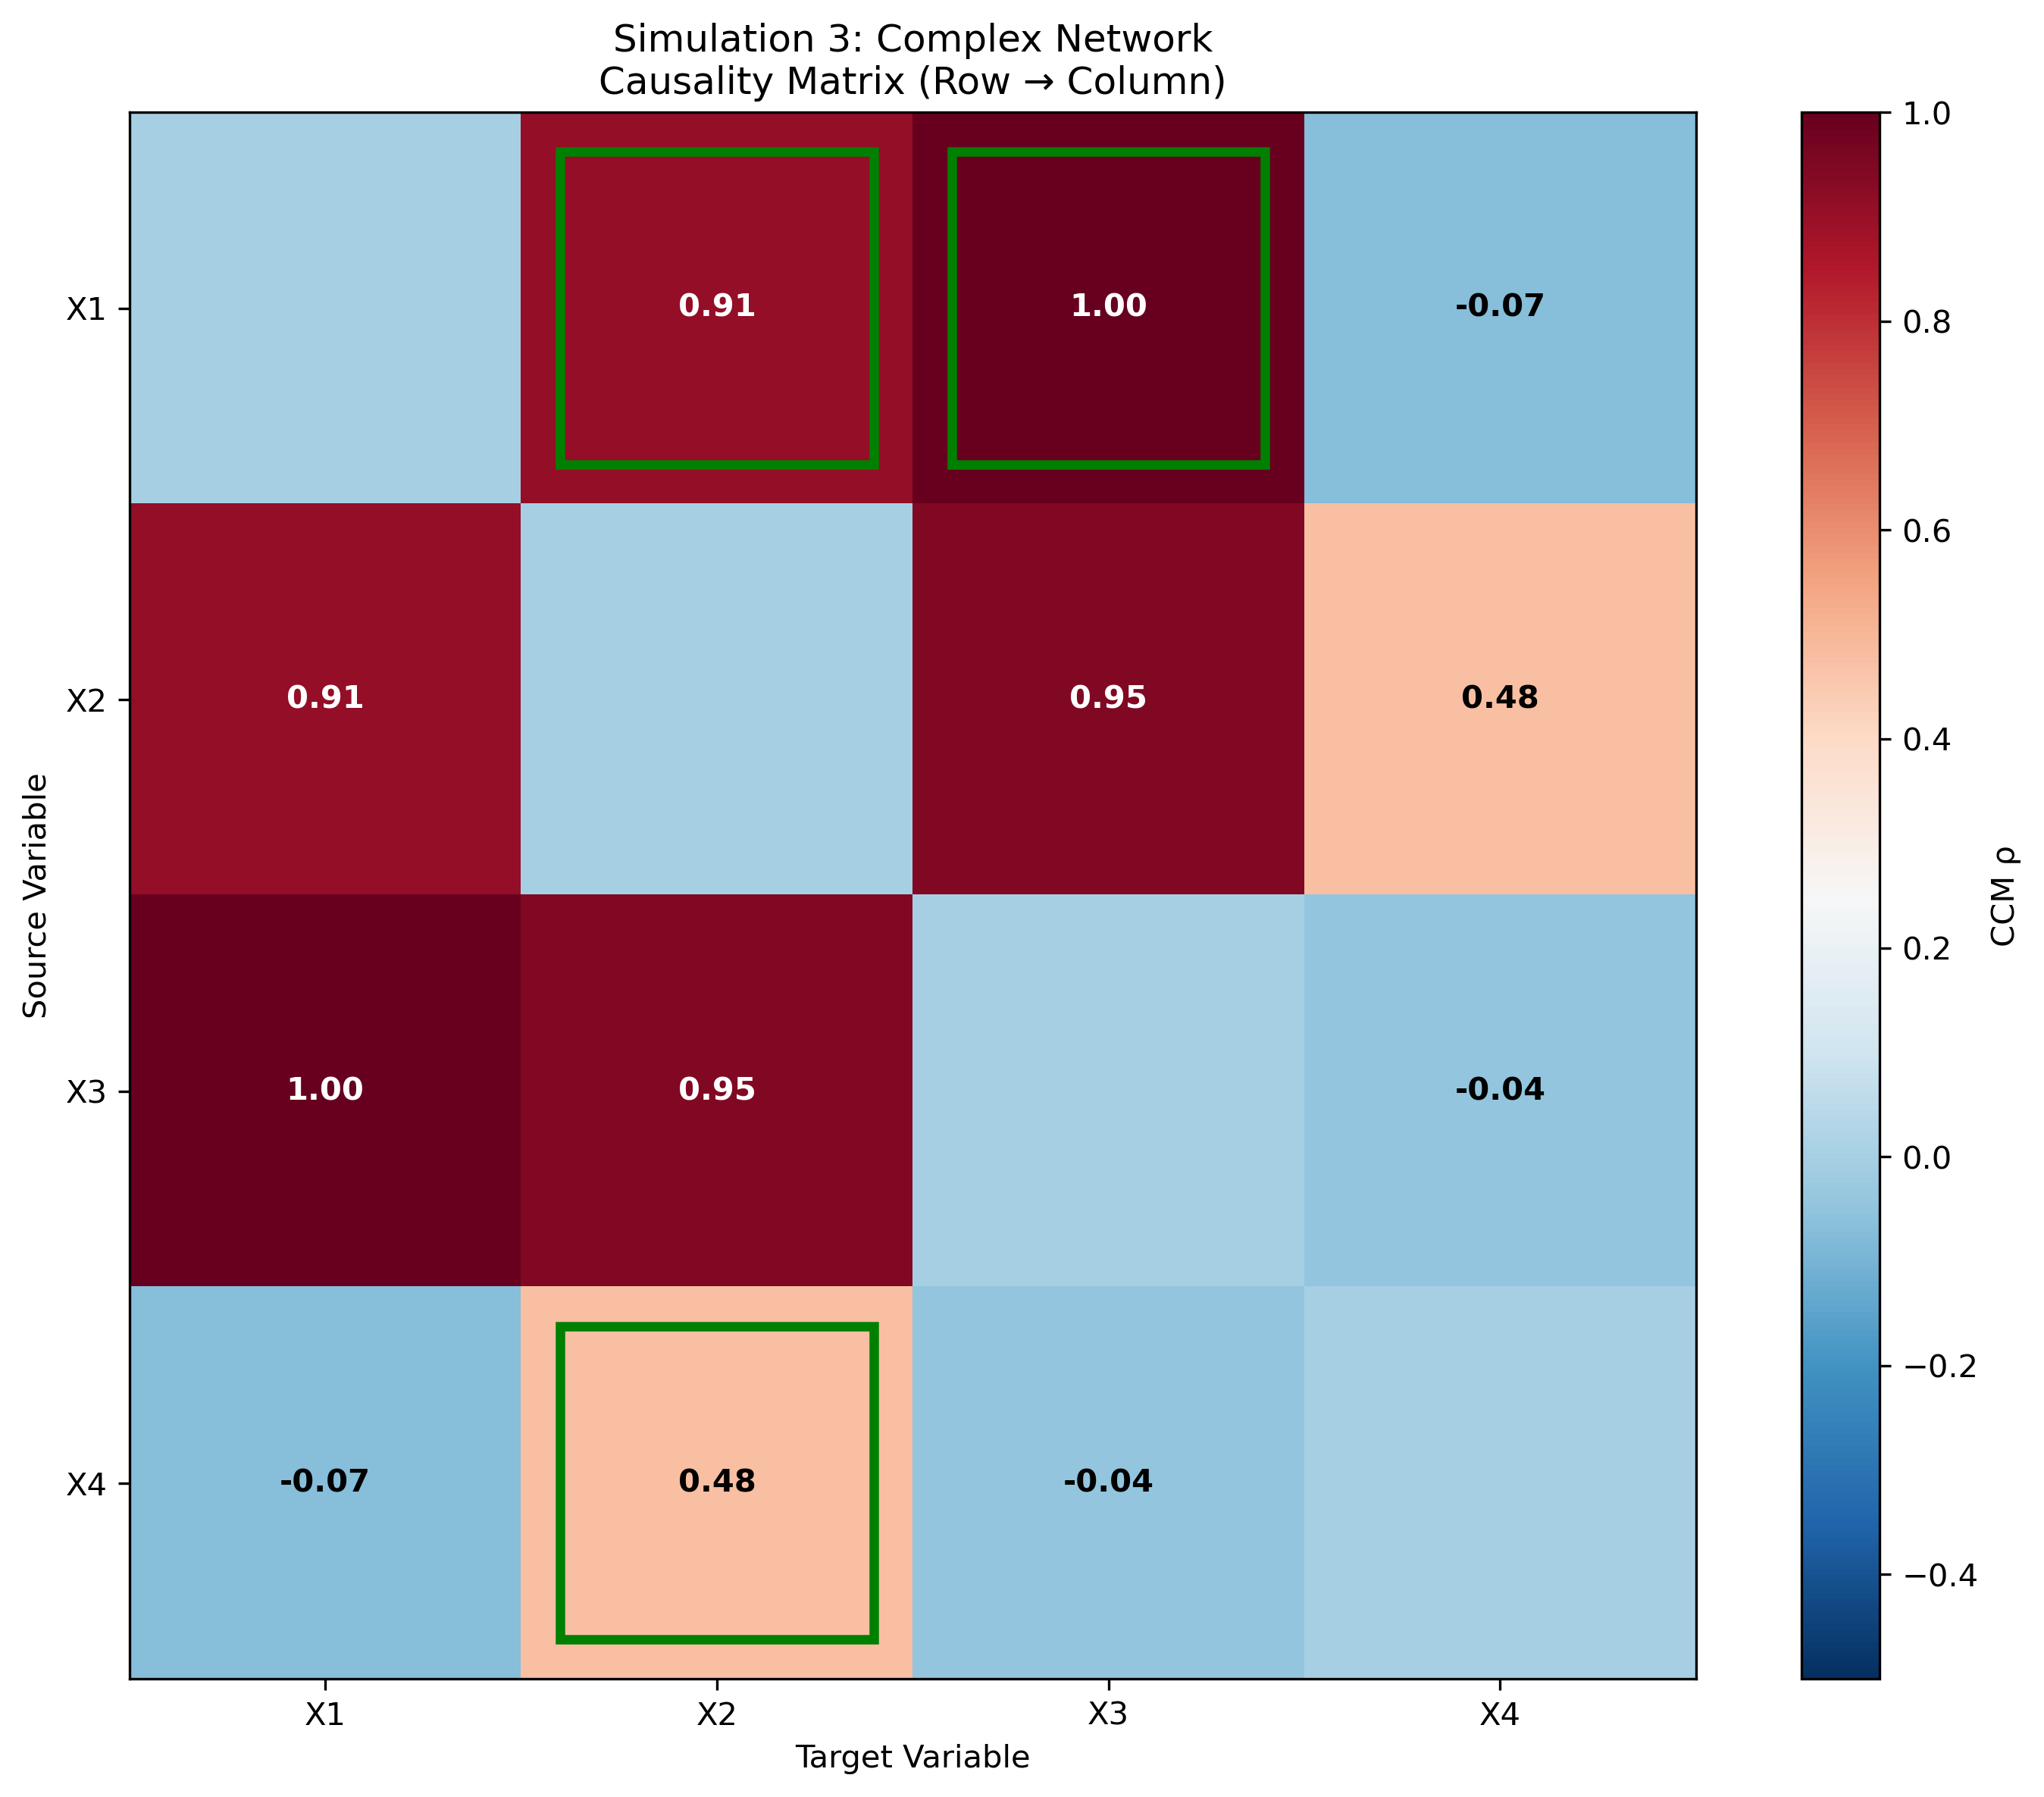 Simulation 3: Complex Network
Causality Matrix (Row → Column)
X1
0.91
1.00
-0.07
X2
0.91
0.95
0.48
X3
1.00
0.95
-0.04
X4
-0.07
0.48
-0.04
X1
X2
X3
X4
Target Variable
Source Variable
1.0
0.8
0.6
0.4
0.2
0.0
−0.2
−0.4
CCM ρ